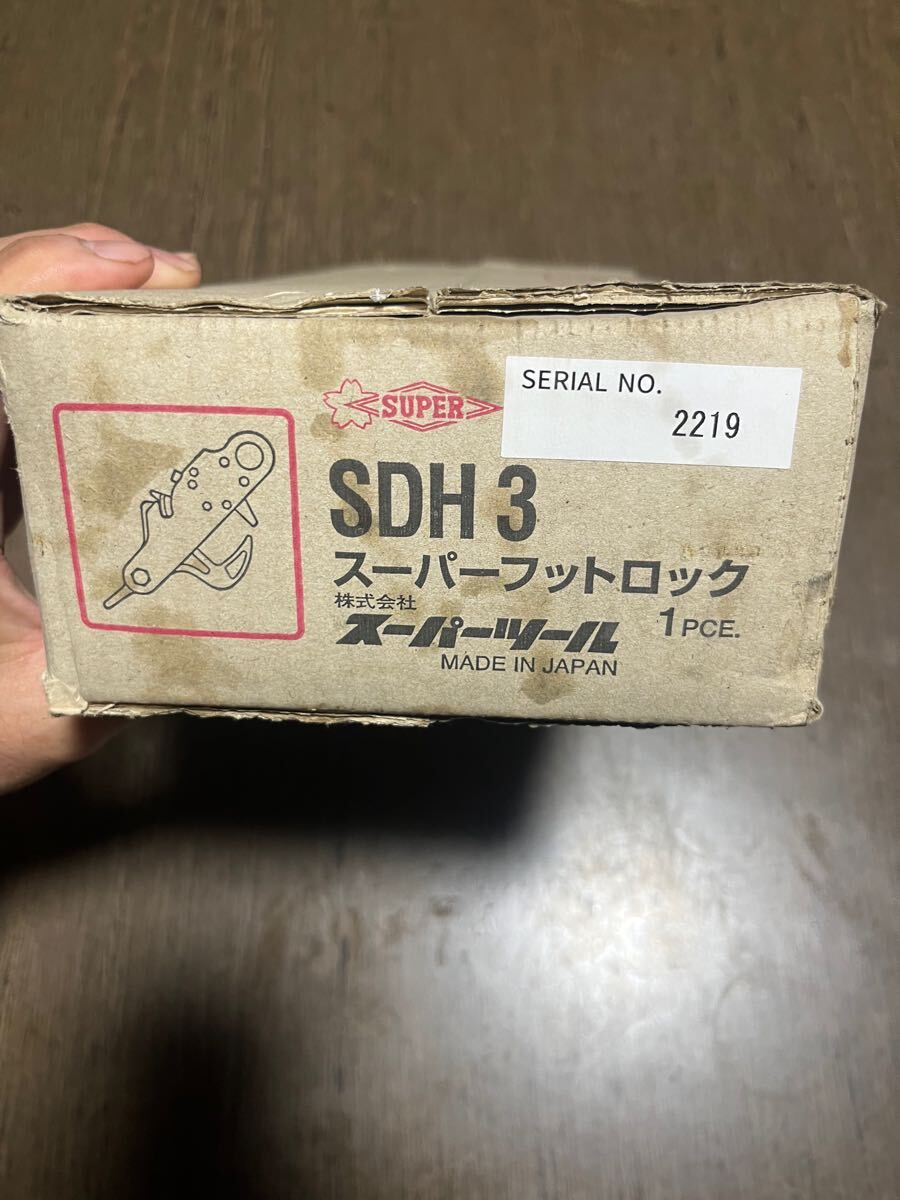 SUPER
SERIAL NO.
2219
SDH 3
スーパーフットロック
1 PCE.
株式会社
スーパーツール
MADE IN JAPAN